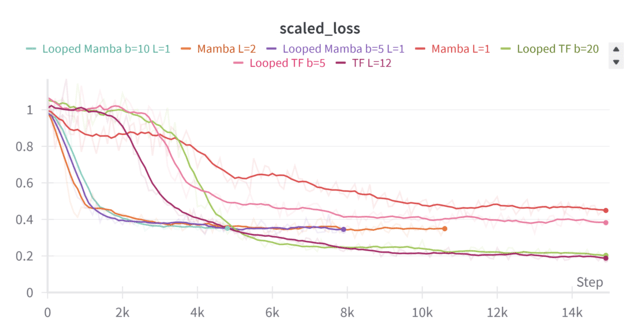 scaled_loss
Looped Mamba b=10 L=1 Mamba L=2 Looped Mamba b=5 L=1 Mamba L=1 Looped TF b=20
Looped TF b=5 TF L=12
1
0.8
0.6
0.4
0.2
0
Step
0 2k 4k 6k 8k 10k 12k 14k